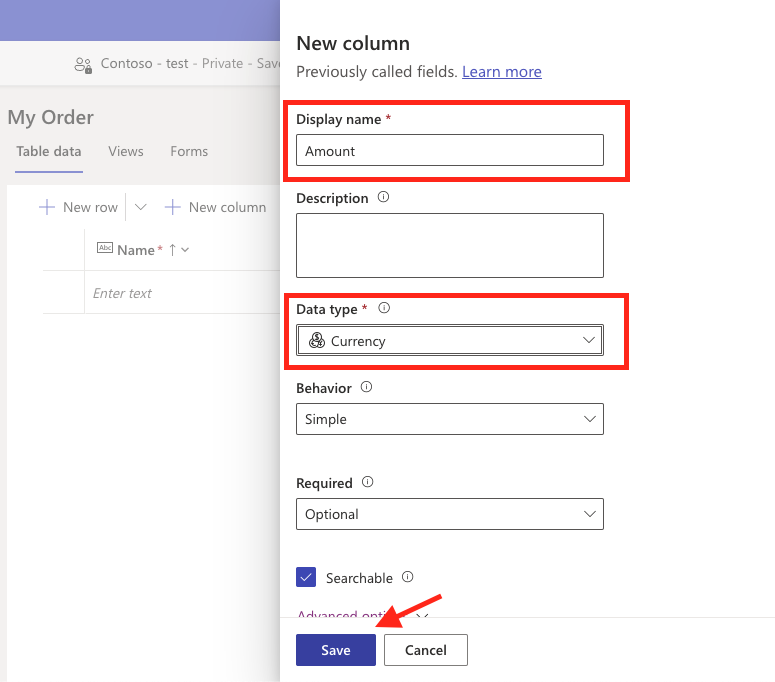 Contoso - test - Private - Save
My Order
Table data Views Forms
New row New column
Abc Name * ↑
Enter text
New column
Previously called fields. Learn more
Display name *
Amount
Description
Data type *
Currency
Behavior
Simple
Required
Optional
Searchable
Advanced opti
Save Cancel